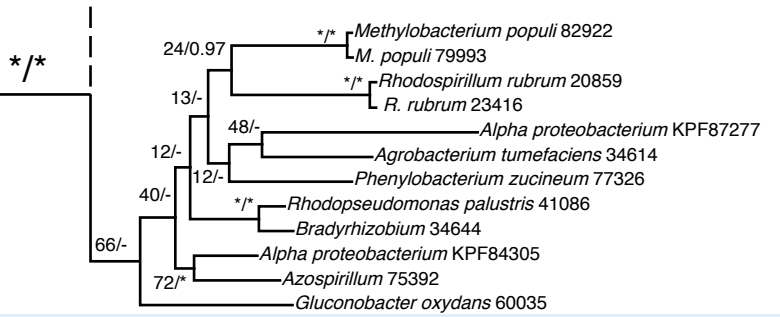 Methylobacterium populi 82922
*/*
24/0.97
M. populi 79993
*/*
*/*
Rhodospirillum rubrum 20859
13/-
R. rubrum 23416
48/-
Alpha proteobacterium KPF87277
12/-
Agrobacterium tumefaciens 34614
12/-
Phenylobacterium zucineum 77326
40/-
*/*
Rhodopseudomonas palustris 41086
Bradyrhizobium 34644
66/-
Alpha proteobacterium KPF84305
72/*
Azospirillum 75392
Gluconobacter oxydans 60035